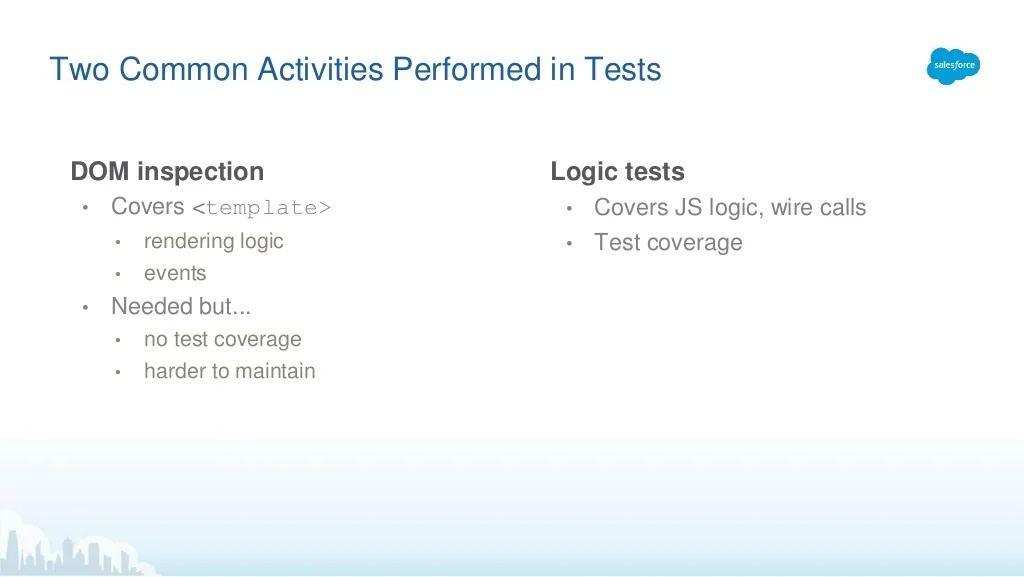 Two Common Activities Performed in Tests
salesforce
DOM inspection
• Covers <template>
• rendering logic
• events
• Needed but...
• no test coverage
• harder to maintain
Logic tests
• Covers JS logic, wire calls
• Test coverage